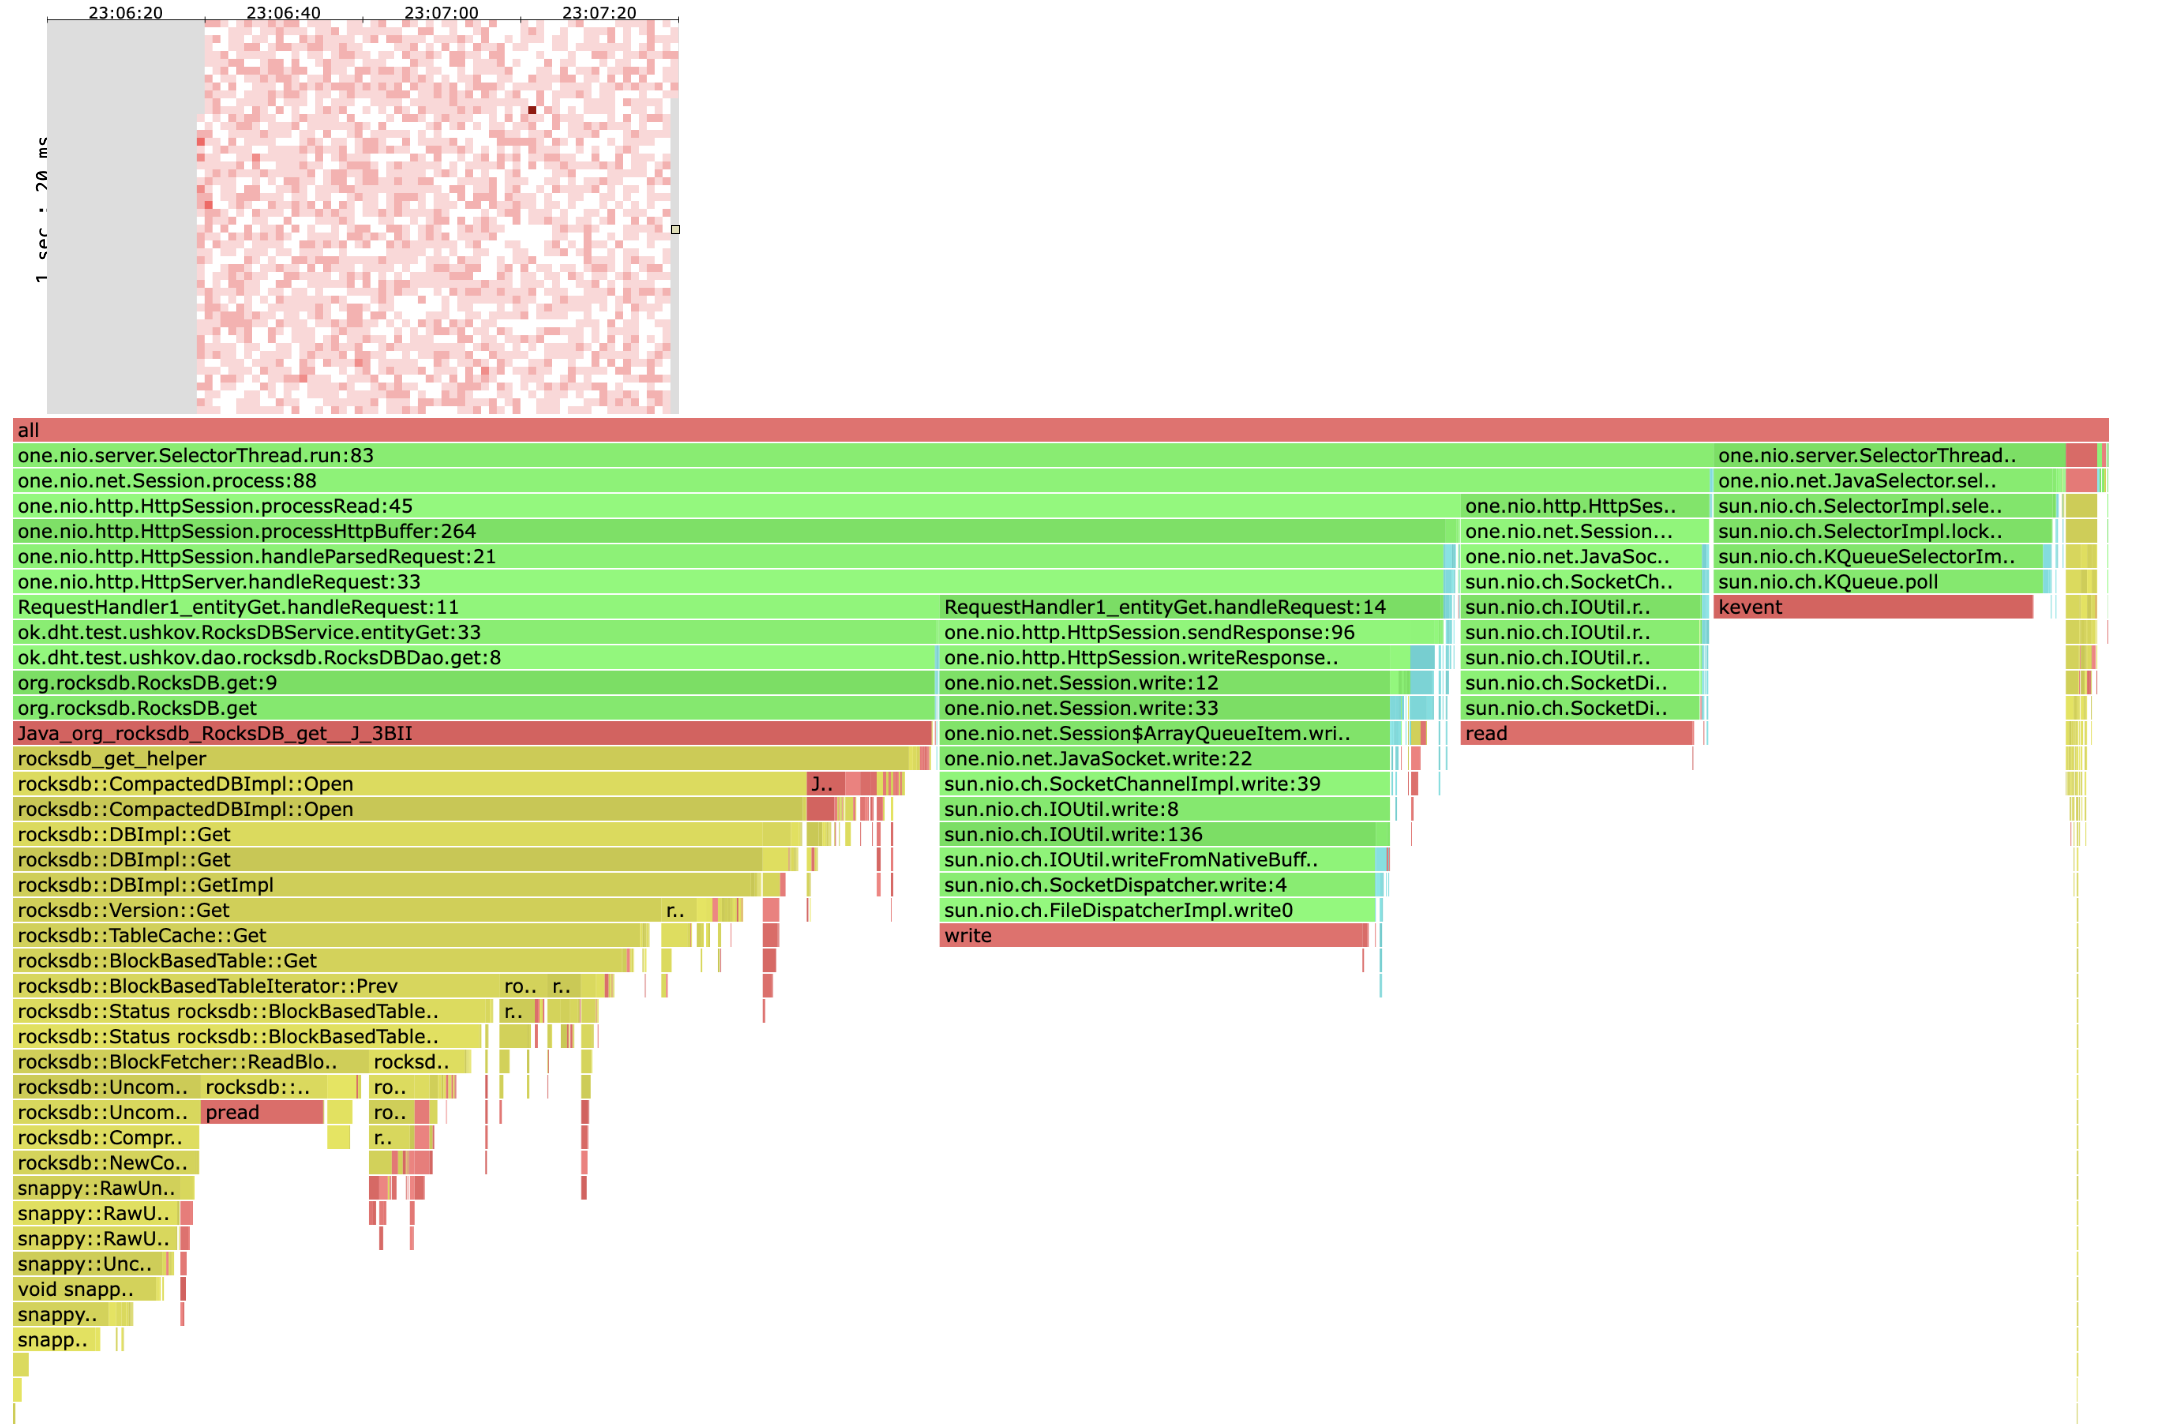 23:06:20 23:06:40 23:07:00 23:07:20
1 sec : 20 ms
all
one.nio.server.SelectorThread.run:83 one.nio.server.SelectorThread..
one.nio.net.Session.process:88 one.nio.net.JavaSelector.sel..
one.nio.http.HttpSession.processRead:45 one.nio.http.HttpSes.. sun.nio.ch.SelectorImpl.sele..
one.nio.http.HttpSession.processHttpBuffer:264 one.nio.net.Session... sun.nio.ch.SelectorImpl.lock..
one.nio.http.HttpSession.handleParsedRequest:21 one.nio.net.JavaSoc.. sun.nio.ch.KQueueSelectorIm..
one.nio.http.HttpServer.handleRequest:33 sun.nio.ch.SocketCh.. sun.nio.ch.KQueue.poll
RequestHandler1_entityGet.handleRequest:11 RequestHandler1_entityGet.handleRequest:14 sun.nio.ch.IOUtil.r.. kevent
ok.dht.test.ushkov.RocksDBService.entityGet:33 one.nio.http.HttpSession.sendResponse:96 sun.nio.ch.IOUtil.r..
ok.dht.test.ushkov.dao.rocksdb.RocksDBDao.get:8 one.nio.http.HttpSession.writeResponse.. sun.nio.ch.IOUtil.r..
org.rocksdb.RocksDB.get:9 one.nio.net.Session.write:12 sun.nio.ch.SocketDi..
org.rocksdb.RocksDB.get one.nio.net.Session.write:33 sun.nio.ch.SocketDi..
Java_org_rocksdb_RocksDB_get__J_3BII one.nio.net.Session$ArrayQueueItem.wri.. read
rocksdb_get_helper one.nio.net.JavaSocket.write:22
rocksdb::CompactedDBImpl::Open J.. sun.nio.ch.SocketChannelImpl.write:39
rocksdb::CompactedDBImpl::Open sun.nio.ch.IOUtil.write:8
rocksdb::DBImpl::Get sun.nio.ch.IOUtil.write:136
rocksdb::DBImpl::Get sun.nio.ch.IOUtil.writeFromNativeBuff..
rocksdb::DBImpl::GetImpl sun.nio.ch.SocketDispatcher.write:4
rocksdb::Version::Get r.. sun.nio.ch.FileDispatcherImpl.write0
rocksdb::TableCache::Get write
rocksdb::BlockBasedTable::Get
rocksdb::BlockBasedTableIterator::Prev ro.. r..
rocksdb::Status rocksdb::BlockBasedTable.. r..
rocksdb::Status rocksdb::BlockBasedTable..
rocksdb::BlockFetcher::ReadBlo.. rocksd..
rocksdb::Uncom.. rocksdb::.. ro..
rocksdb::Uncom.. pread ro..
rocksdb::Compr.. r..
rocksdb::NewCo..
snappy::RawUn..
snappy::RawU..
snappy::RawU..
snappy::Unc..
void snapp..
snappy..
snapp..